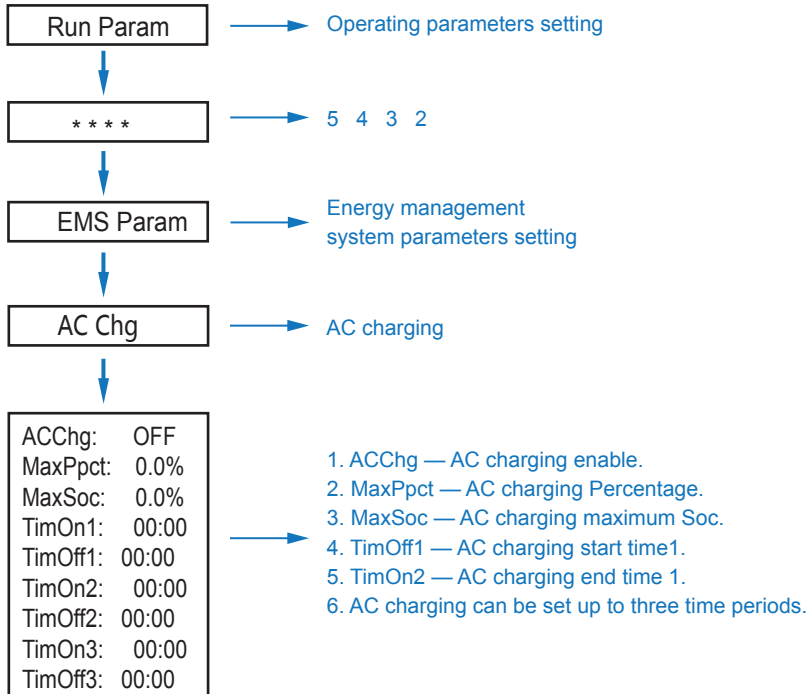 Run Param
Operating parameters setting
* * * *
5 4 3 2
EMS Param
Energy management
system parameters setting
AC Chg
AC charging
ACChg: OFF
MaxPpct: 0.0%
MaxSoc: 0.0%
TimOn1: 00:00
TimOff1: 00:00
TimOn2: 00:00
TimOff2: 00:00
TimOn3: 00:00
TimOff3: 00:00
1. ACChg — AC charging enable.
2. MaxPpct — AC charging Percentage.
3. MaxSoc — AC charging maximum Soc.
4. TimOff1 — AC charging start time1.
5. TimOn2 — AC charging end time 1.
6. AC charging can be set up to three time periods.